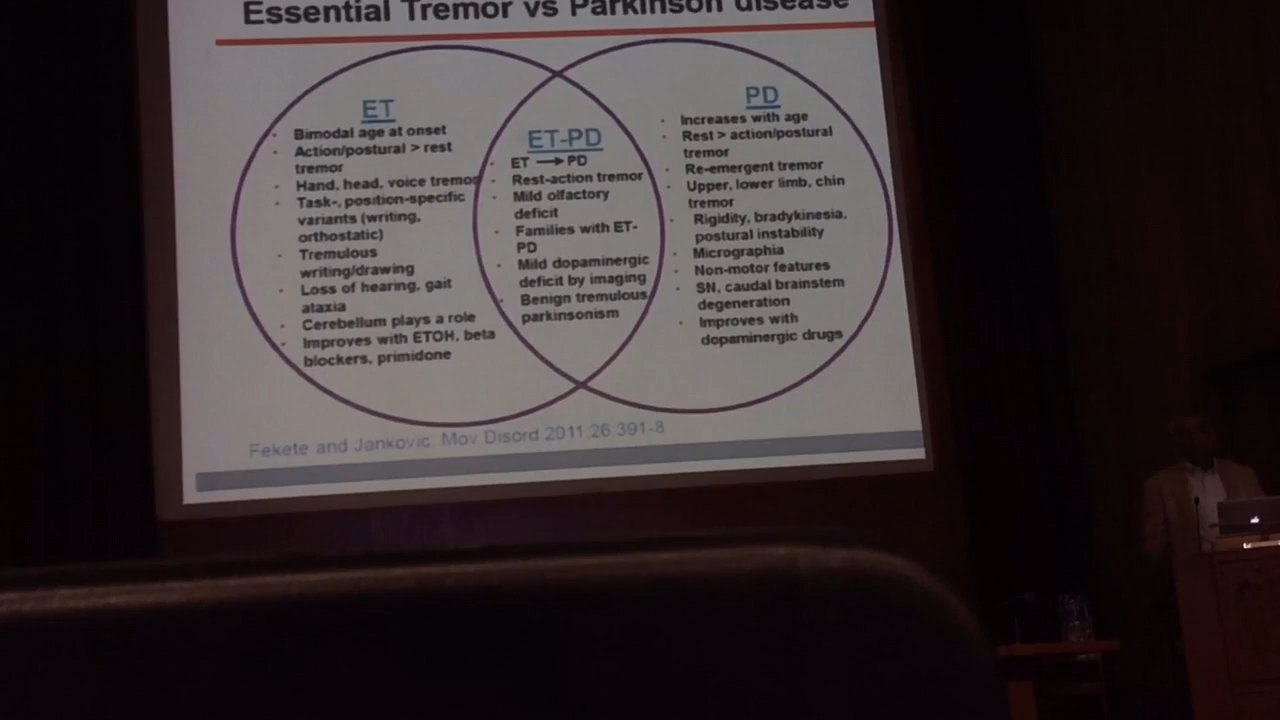 Essential Tremor vs Parkinson disease
ET
Bimodal age at onset
Action/postural > rest
tremor
Hand, head, voice tremor
Task-, position-specific
variants (writing,
orthostatic)
Tremulous
writing/drawing
Loss of hearing, gait
ataxia
Cerebellum plays a role
Improves with ETOH, beta
blockers, primidone
ET-PD
ET → PD
Rest-action tremor
Mild olfactory
deficit
Families with ET-
PD
Mild dopaminergic
deficit by imaging
Benign tremulous
parkinsonism
PD
Increases with age
Rest > action/postural
tremor
Re-emergent tremor
Upper, lower limb, chin
tremor
Rigidity, bradykinesia,
postural instability
Micrographia
Non-motor features
SN, caudal brainstem
degeneration
Improves with
dopaminergic drugs
Fekete and Jankovic. Mov Disord 2011;26:391-8